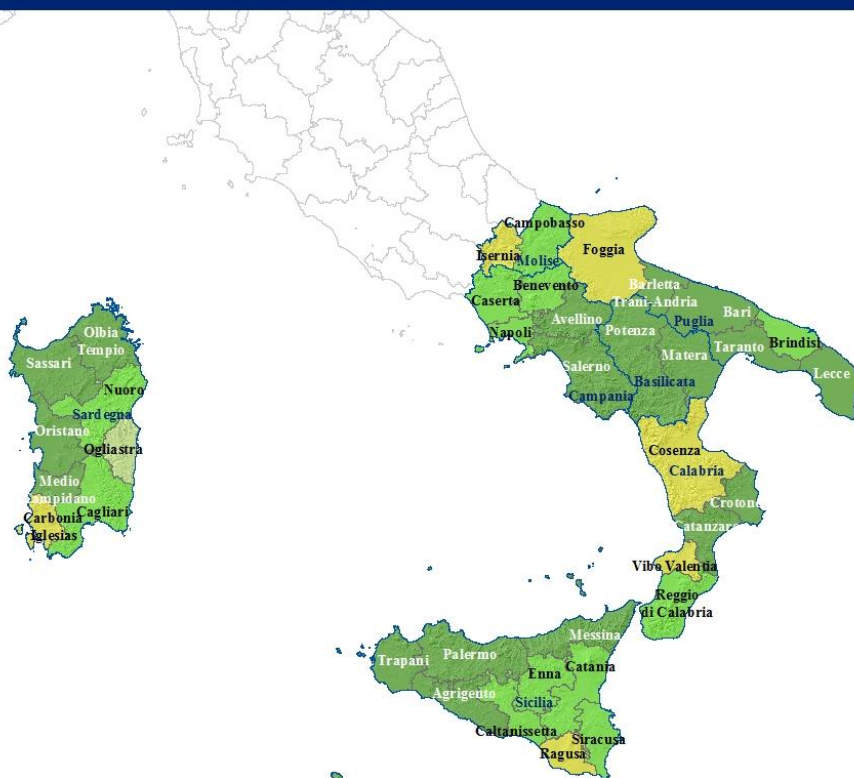 Campobasso
Isernia
Molise
Foggia
Benevento
Caserta
Barletta
Trani-Andria
Bari
Avellino
Napoli
Potenza
Puglia
Taranto
Brindisi
Matera
Salerno
Lecce
Basilicata
Campania
Olbia
Tempio
Sassari
Nuoro
Sardegna
Oristano
Ogliastra
Medio
ampidano
Carbonia
Cagliari
Iglesias
Cosenza
Calabria
Crotone
Catanzaro
Vibo Valentia
Reggio
di Calabria
Messina
Palermo
Trapani
Enna
Catania
Agrigento
Sicilia
Caltanissetta
Siracusa
Ragusa